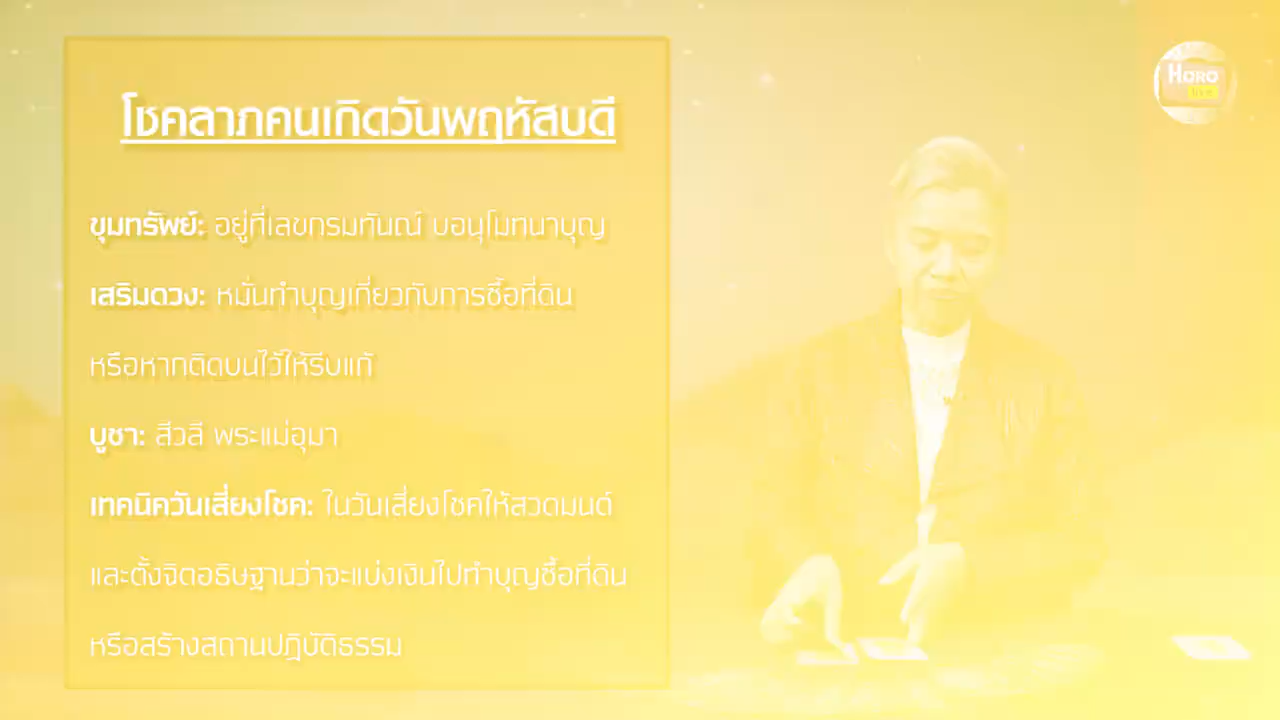 HORO
live
โชคลาภคนเกิดวันพฤหัสบดี
ขุมทรัพย์: อยู่ที่เลขกรมทัณฑ์ บอนุโมทนาบุญ
เสริมดวง: หมั่นทำบุญเกี่ยวกับการซื้อที่ดิน
หรือหากติดบนไว้ให้รีบแก้
บูชา: สีวลี พระแม่อุมา
เทคนิควันเสี่ยงโชค: ในวันเสี่ยงโชคให้สวดมนต์
และตั้งจิตอธิษฐานว่าจะแบ่งเงินไปทำบุญซื้อที่ดิน
หรือสร้างสถานปฏิบัติธรรม